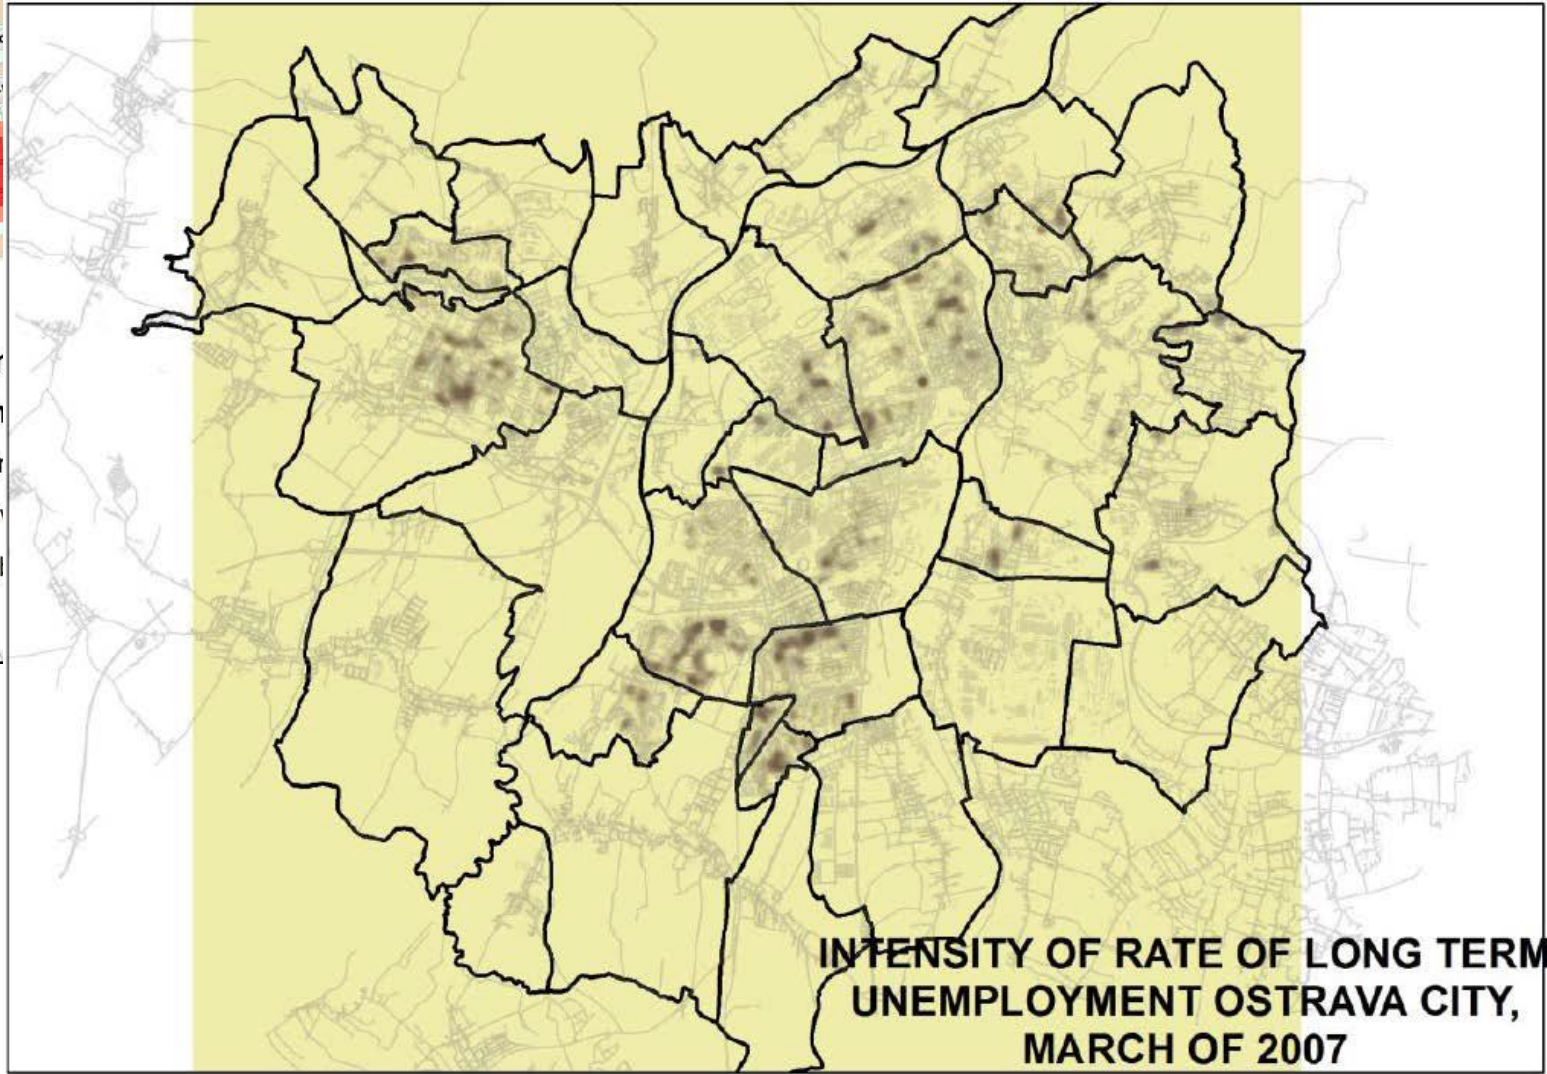 INTENSITY OF RATE OF LONG TERM
UNEMPLOYMENT OSTRAVA CITY,
MARCH OF 2007